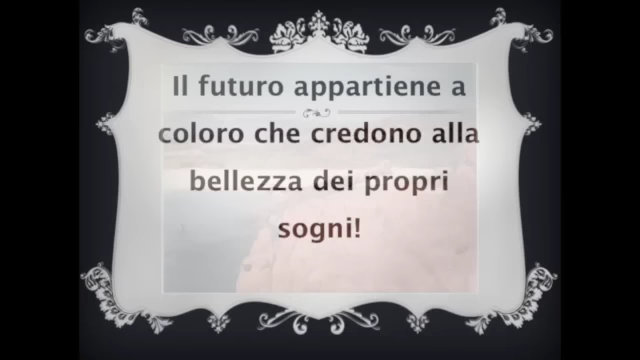 Il futuro appartiene a
coloro che credono alla
bellezza dei propri
sogni!